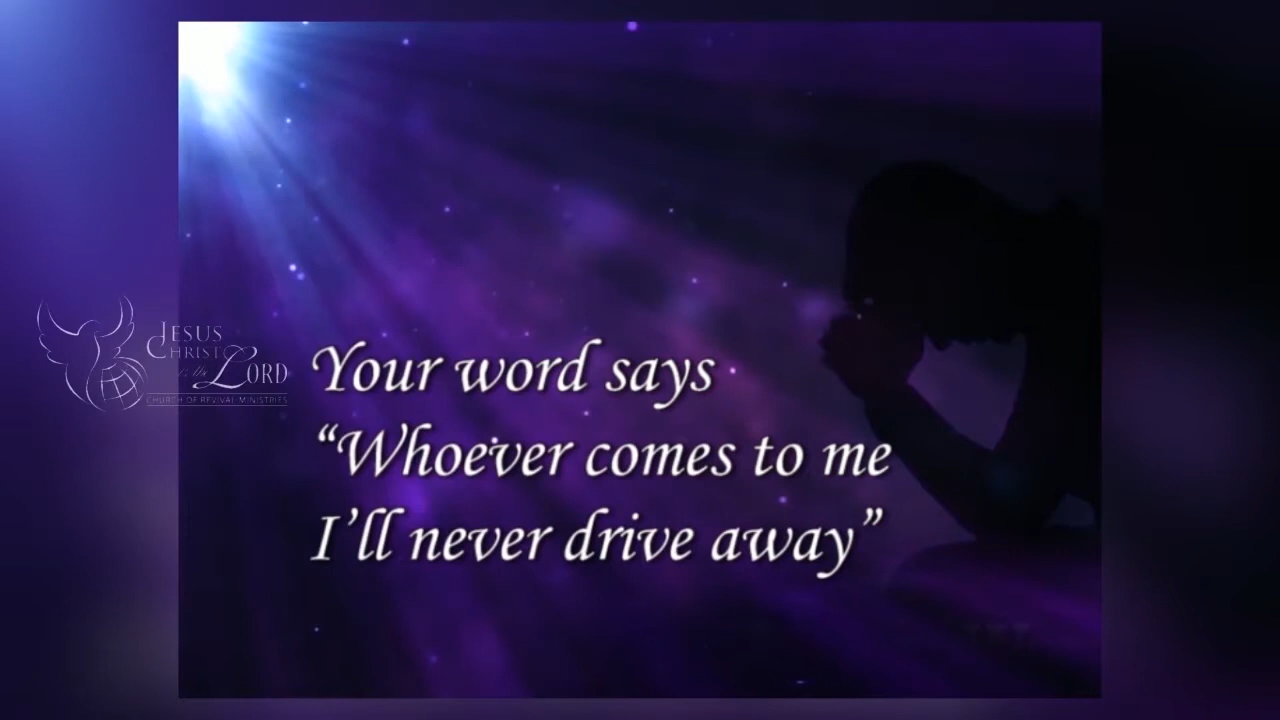 JESUS
CHRIST
is the LORD
CHURCH OF REVIVAL MINISTRIES
Your word says
“Whoever comes to me
I’ll never drive away”